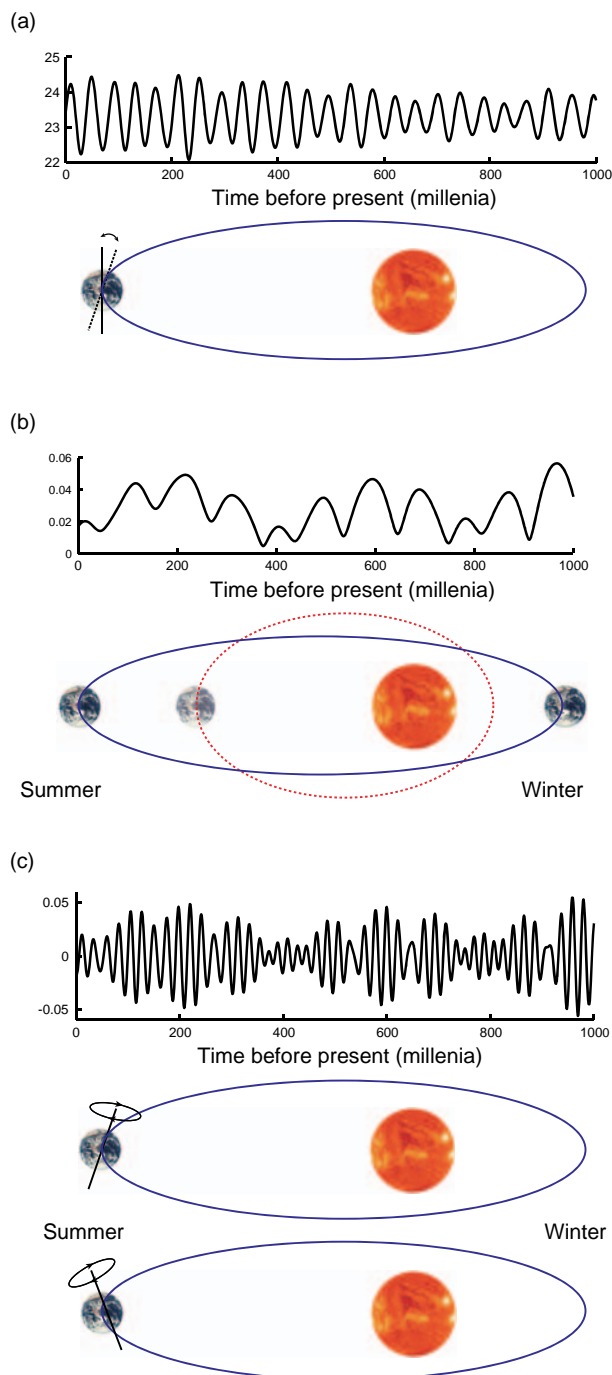 (a)
25
24
23
22
0 200 400 600 800 1000
Time before present (millenia)
(b)
0.06
0.04
0.02
0
0 200 400 600 800 1000
Time before present (millenia)
Summer Winter
(c)
0.05
0
-0.05
0 200 400 600 800 1000
Time before present (millenia)
Summer Winter